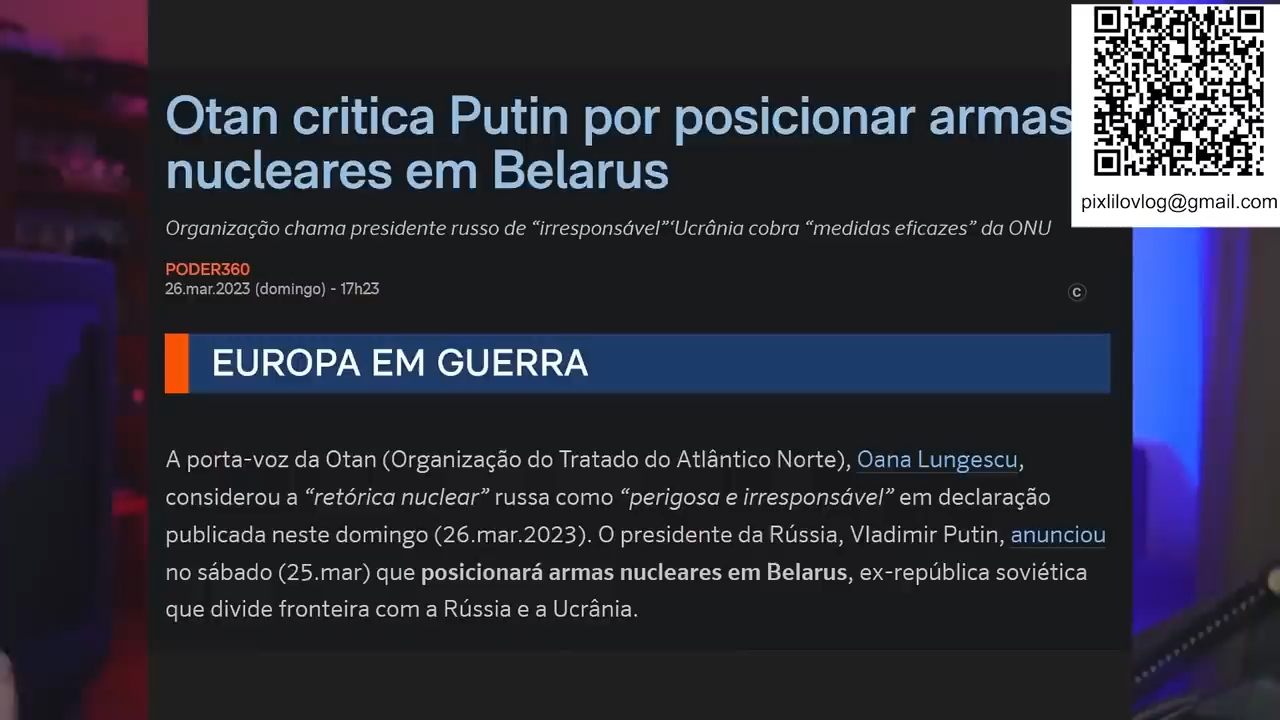 Otan critica Putin por posicionar armas
nucleares em Belarus
pixlilovlog@gmail.com
Organização chama presidente russo de “irresponsável”‘Ucrânia cobra “medidas eficazes” da ONU
PODER360
26.mar.2023 (domingo) - 17h23
C
EUROPA EM GUERRA
A porta-voz da Otan (Organização do Tratado do Atlântico Norte), Oana Lungescu,
considerou a “retórica nuclear” russa como “perigosa e irresponsável” em declaração
publicada neste domingo (26.mar.2023). O presidente da Rússia, Vladimir Putin, anunciou
no sábado (25.mar) que posicionará armas nucleares em Belarus, ex-república soviética
que divide fronteira com a Rússia e a Ucrânia.